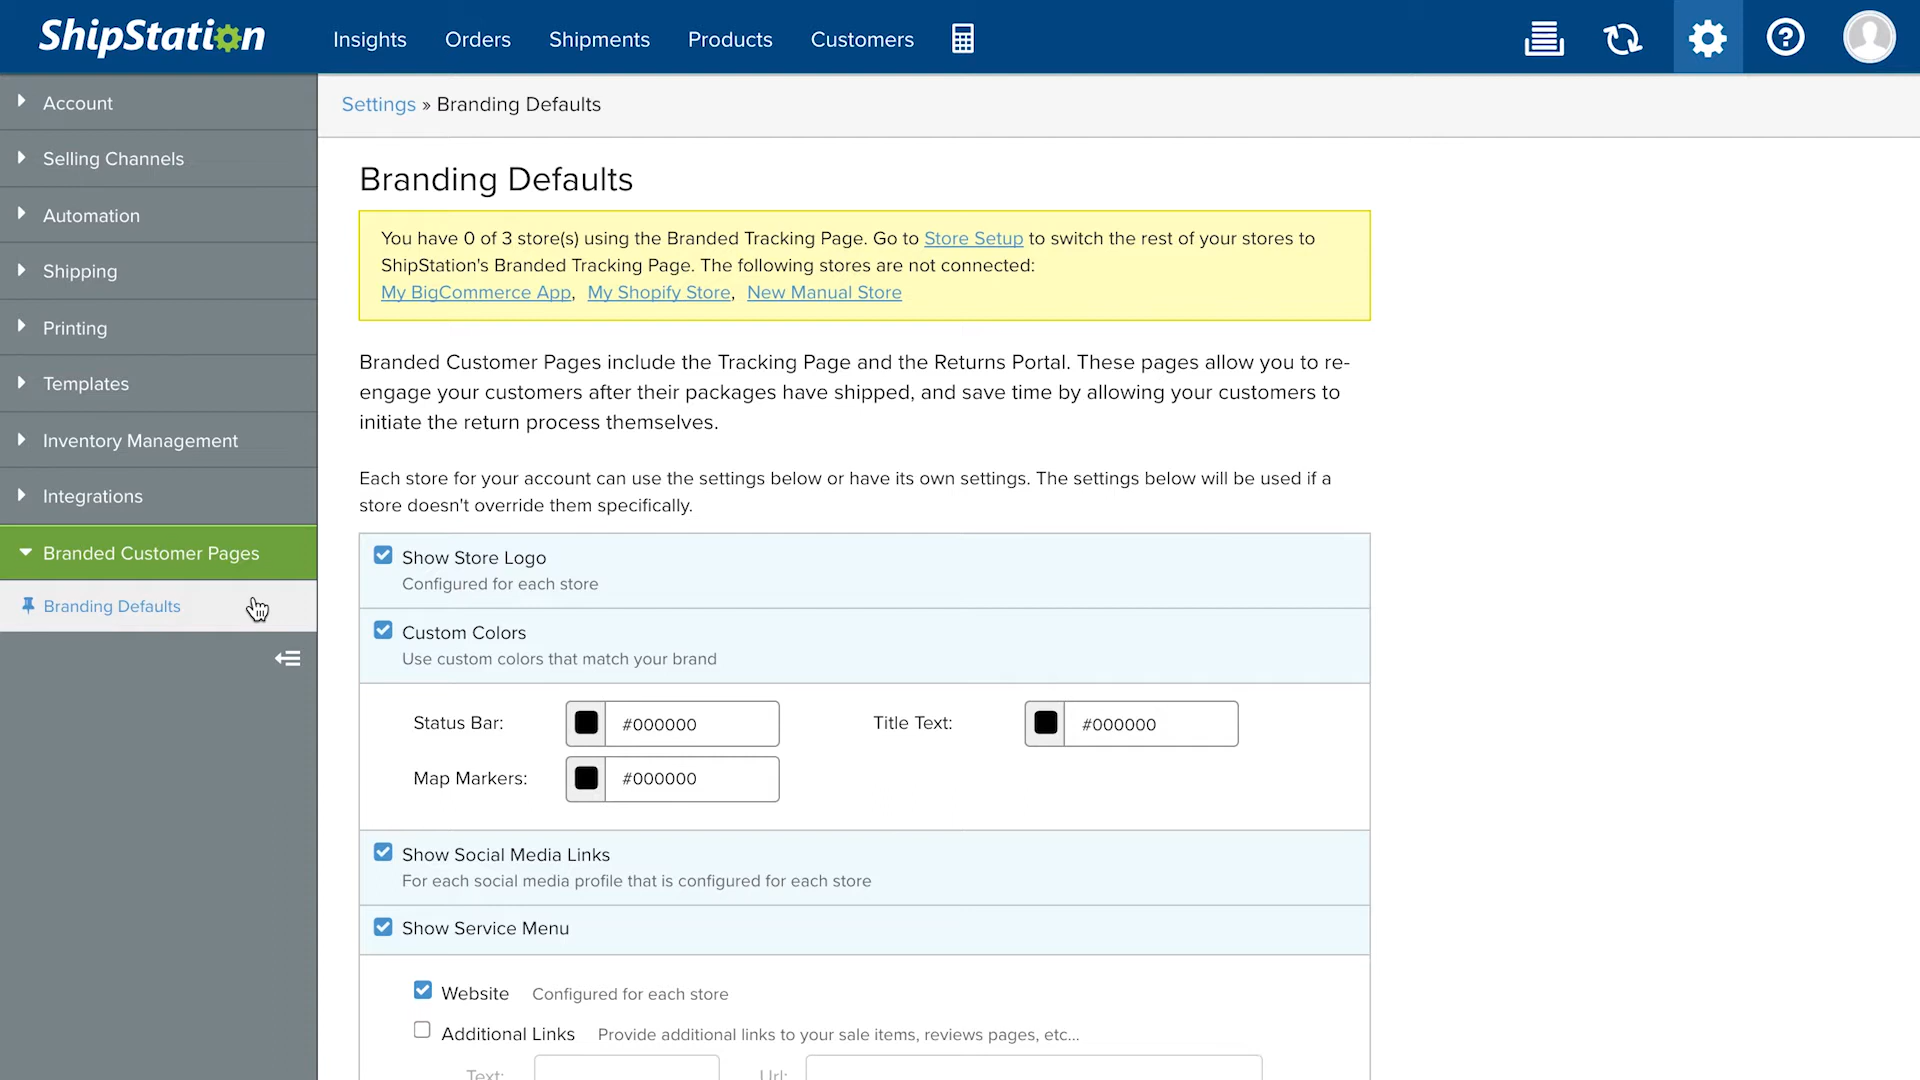 ShipStation
Insights
Orders
Shipments
Products
Customers
Account
Selling Channels
Automation
Shipping
Printing
Templates
Inventory Management
Integrations
Branded Customer Pages
Branding Defaults
Settings » Branding Defaults
Branding Defaults
You have 0 of 3 store(s) using the Branded Tracking Page. Go to Store Setup to switch the rest of your stores to
ShipStation's Branded Tracking Page. The following stores are not connected:
My BigCommerce App, My Shopify Store, New Manual Store
Branded Customer Pages include the Tracking Page and the Returns Portal. These pages allow you to re-
engage your customers after their packages have shipped, and save time by allowing your customers to
initiate the return process themselves.
Each store for your account can use the settings below or have its own settings. The settings below will be used if a
store doesn't override them specifically.
Show Store Logo
Configured for each store
Custom Colors
Use custom colors that match your brand
Status Bar: #000000 Title Text: #000000
Map Markers: #000000
Show Social Media Links
For each social media profile that is configured for each store
Show Service Menu
Website Configured for each store
Additional Links Provide additional links to your sale items, reviews pages, etc...
Text: Url: